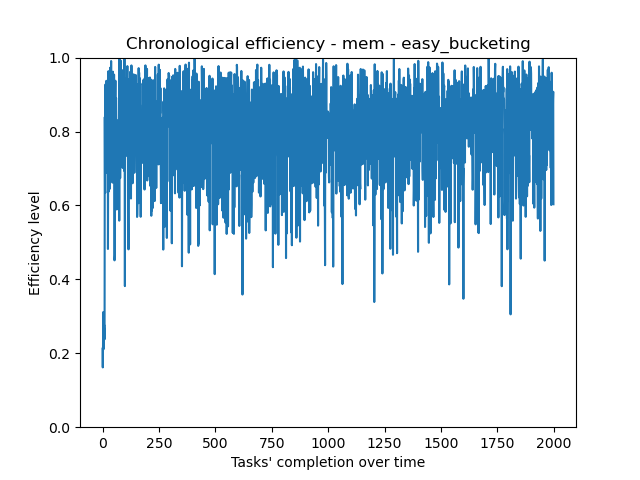 Chronological efficiency - mem - easy_bucketing
1.0
0.8
0.6
0.4
0.2
0.0
Efficiency level
0 250 500 750 1000 1250 1500 1750 2000
Tasks' completion over time